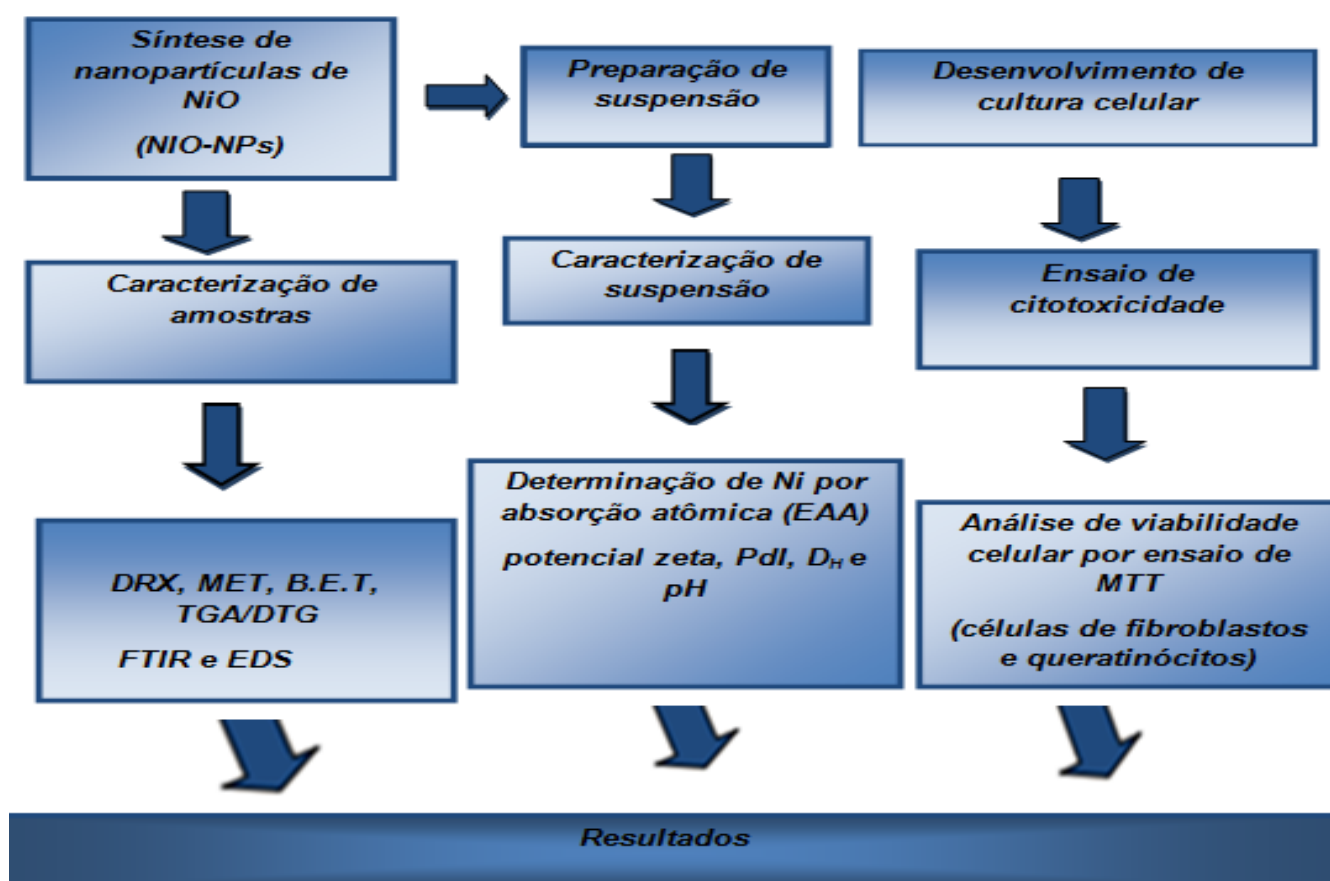 Síntese de
nanopartículas de
NiO
(NIO-NPs)
Preparação de
suspensão
Desenvolvimento de
cultura celular
Caracterização de
amostras
Caracterização de
suspensão
Ensaio de
citotoxicidade
DRX, MET, B.E.T,
TGA/DTG
FTIR e EDS
Determinação de Ni por
absorção atômica (EAA)
potencial zeta, PdI, DH e
pH
Análise de viabilidade
celular por ensaio de
MTT
(células de fibroblastos
e queratinócitos)
Resultados